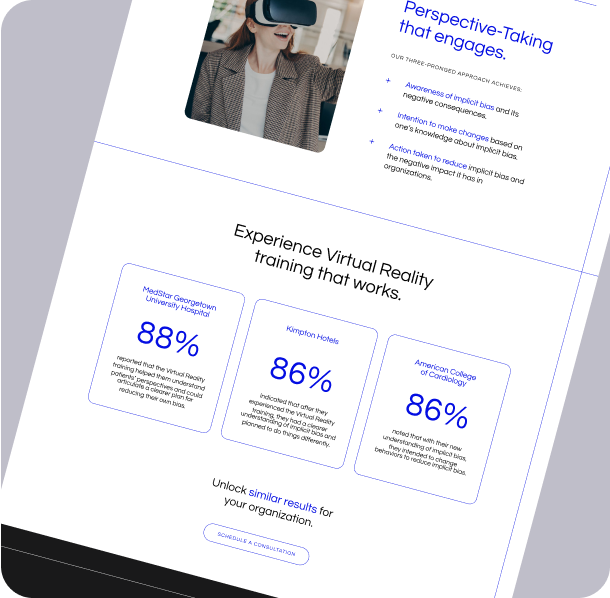 Perspective-Taking
that engages.
OUR THREE-PRONGED APPROACH ACHIEVES:
+ Awareness of implicit bias and its
negative consequences.
+ Intention to make changes based on
one's knowledge about implicit bias.
+ Action taken to reduce implicit bias and
the negative impact it has in
organizations.
Experience Virtual Reality
training that works.
MedStar Georgetown
University Hospital
88%
reported that the Virtual Reality
training helped them understand
patients' perspectives and could
articulate a clearer plan for
reducing their own bias.
Kimpton Hotels
86%
indicated that after they
experienced the Virtual Reality
training, they had a clearer
understanding of implicit bias and
planned to do things differently.
American College
of Cardiology
86%
noted that with their new
understanding of implicit bias,
they intended to change
behaviors to reduce implicit bias.
Unlock similar results for
your organization.
SCHEDULE A CONSULTATION